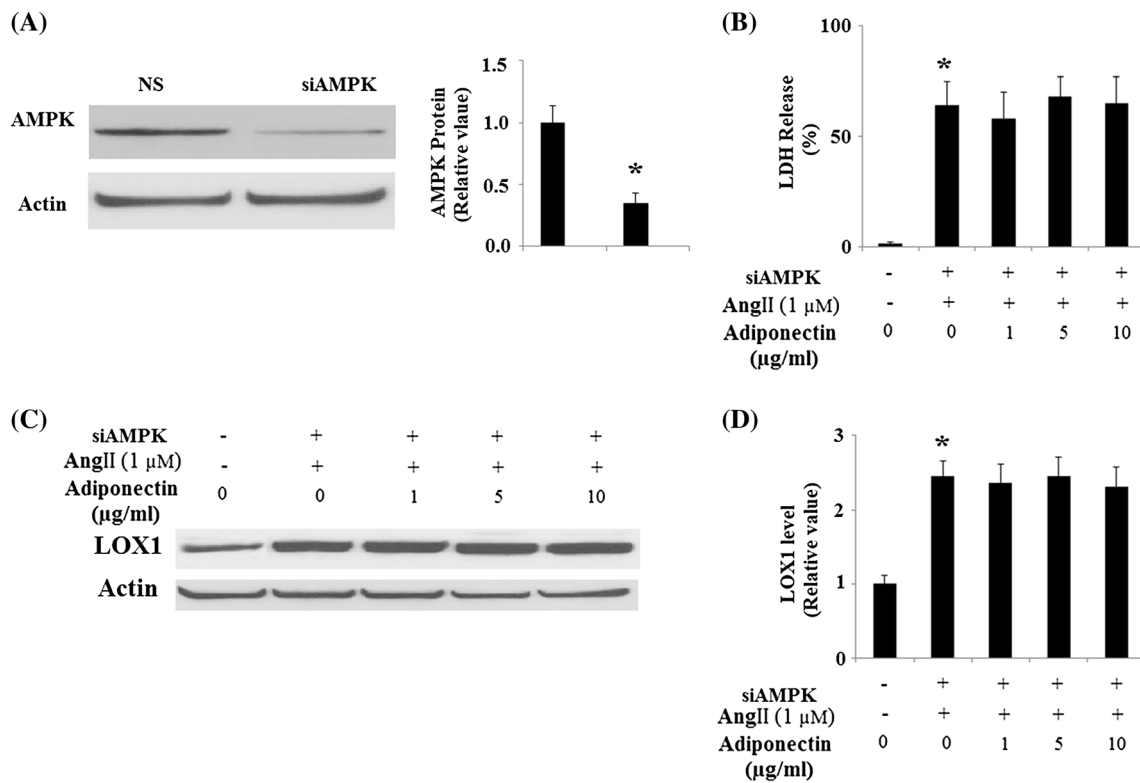 (A)
NS siAMPK
AMPK
Actin
AMPK Protein
(Relative vlaue)
1.5
1.0
0.5
0.0
*
(B)
LDH Release
(%)
100
50
0
*
siAMPK - + + + +
AngII (1 μM) - + + + +
Adiponectin 0 0 1 5 10
(μg/ml)
(C)
siAMPK - + + + +
AngII (1 μM) - + + + +
Adiponectin 0 0 1 5 10
(μg/ml)
LOX1
Actin
(D)
LOX1 level
(Relative value)
3
2
1
0
*
siAMPK - + + + +
AngII (1 μM) - + + + +
Adiponectin 0 0 1 5 10
(μg/ml)